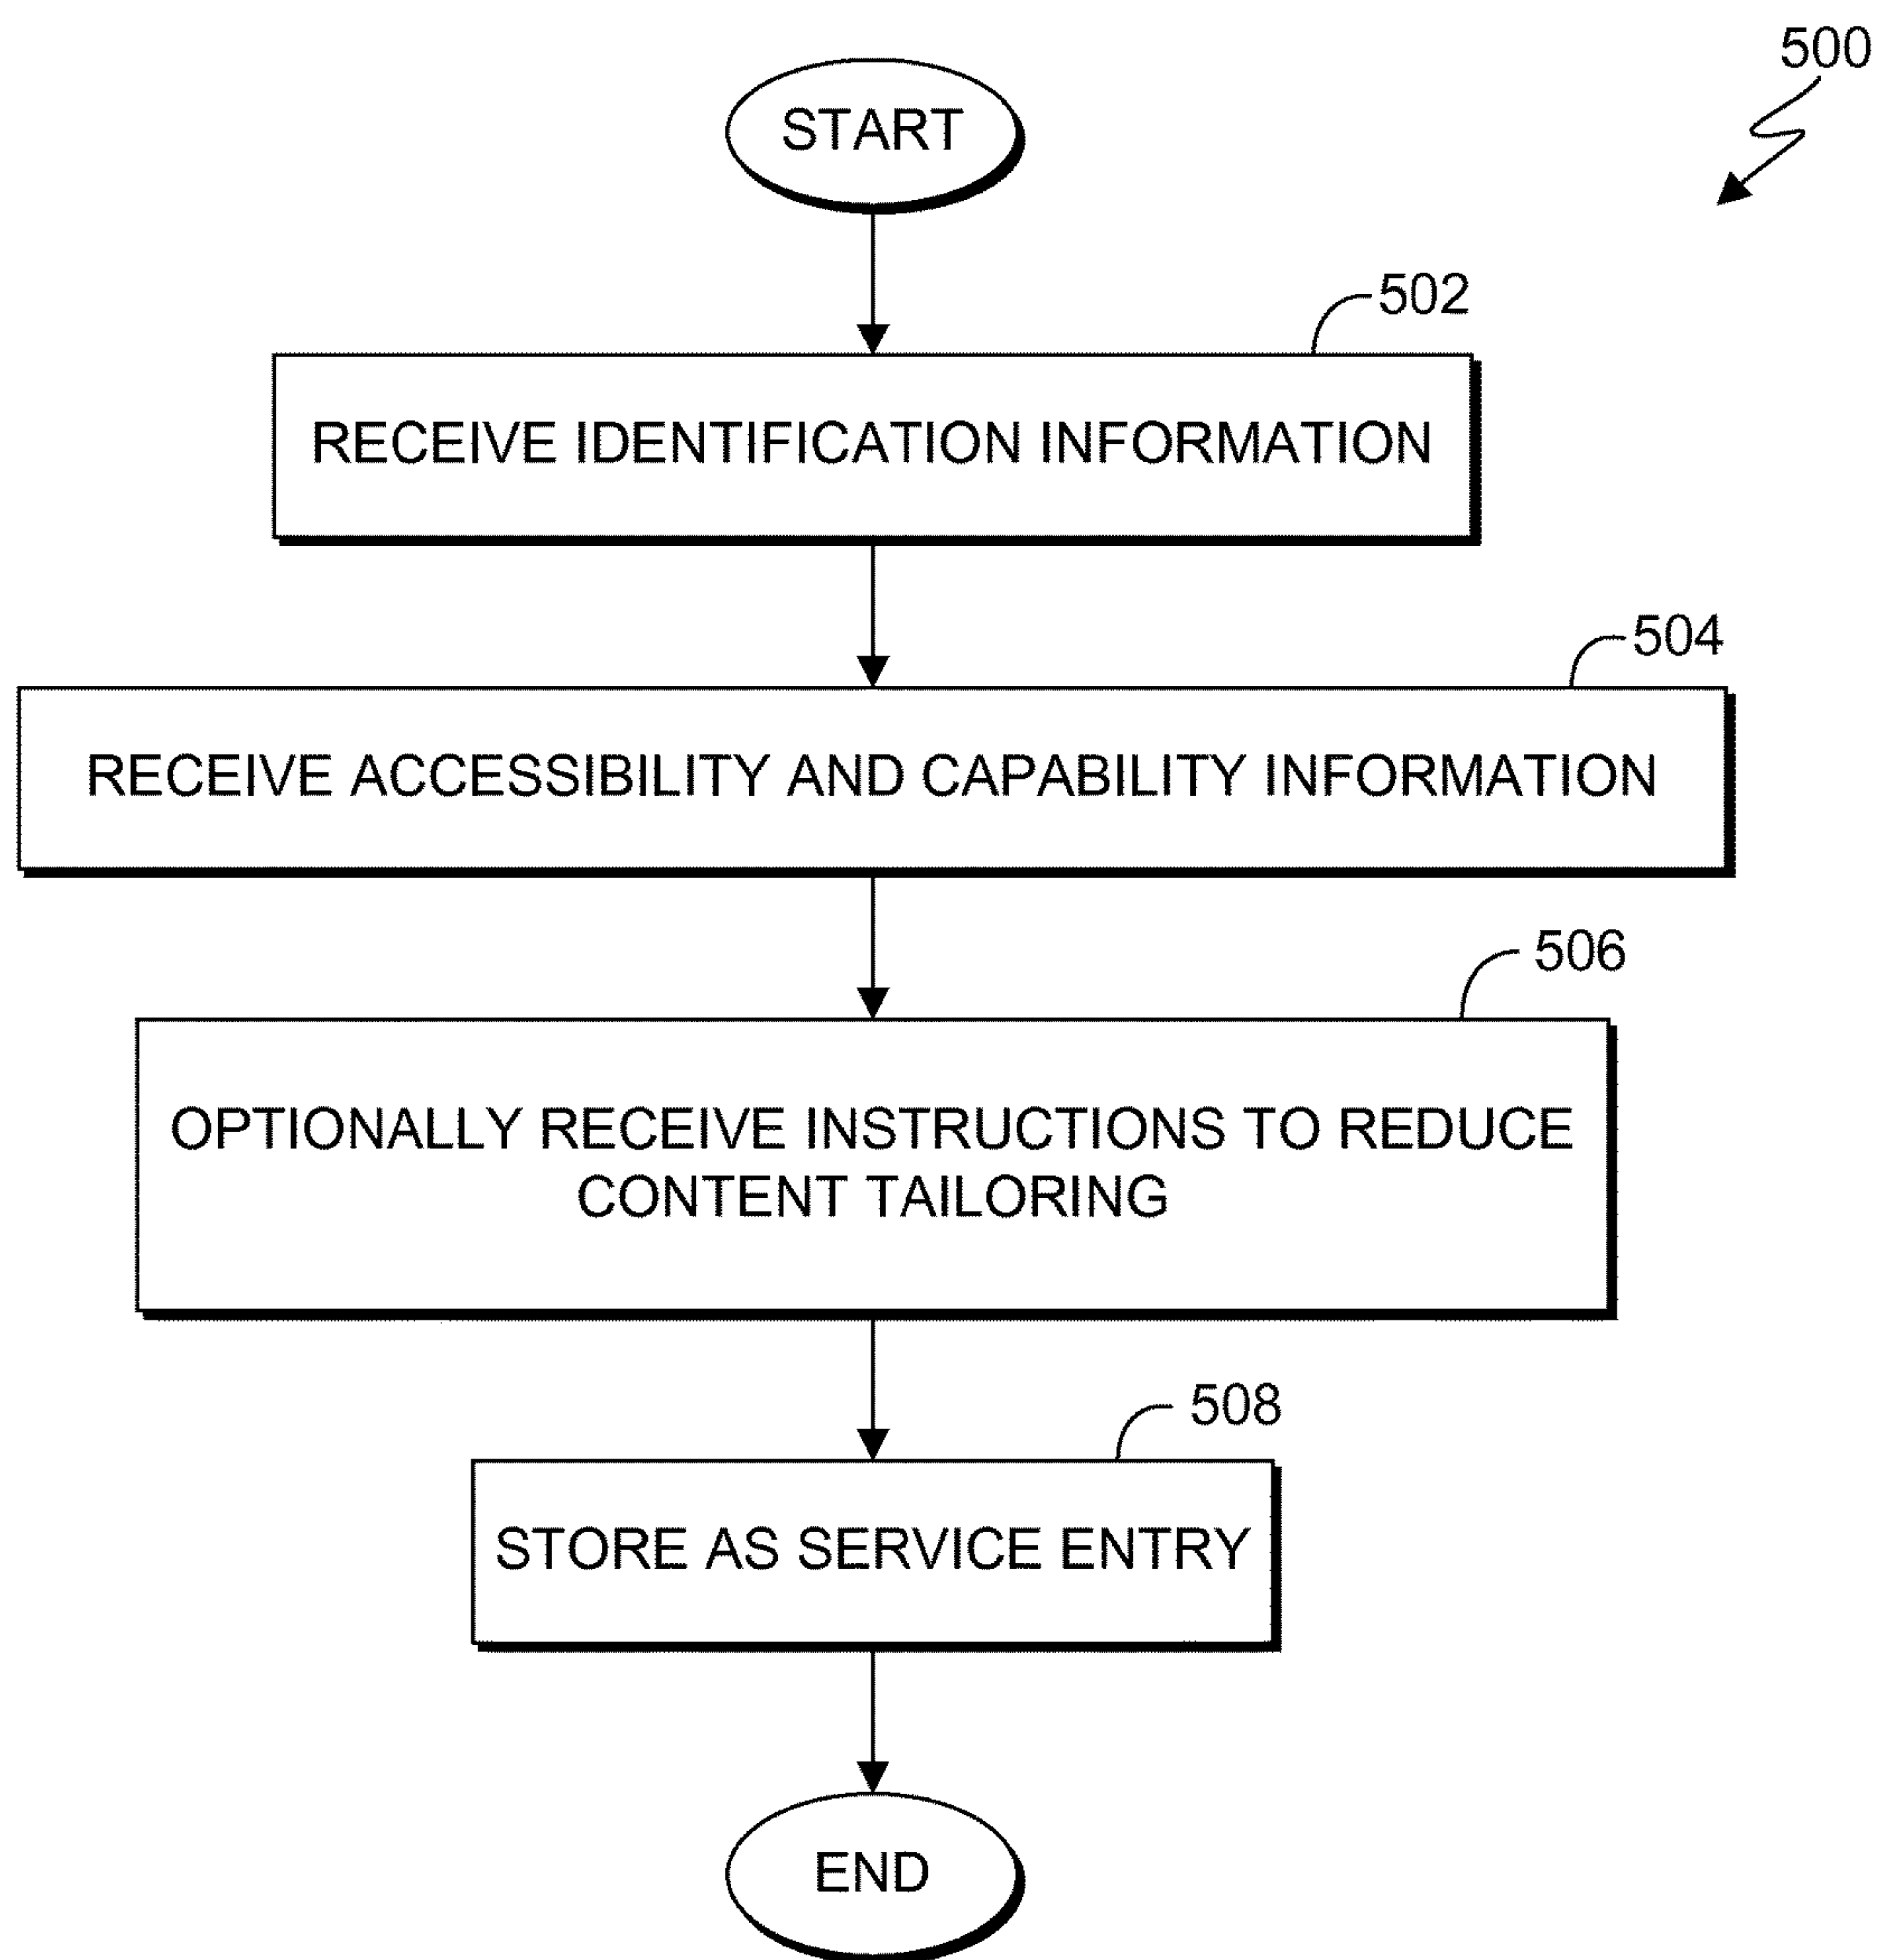 500
START
502
RECEIVE IDENTIFICATION INFORMATION
504
RECEIVE ACCESSIBILITY AND CAPABILITY INFORMATION
506
OPTIONALLY RECEIVE INSTRUCTIONS TO REDUCE
CONTENT TAILORING
508
STORE AS SERVICE ENTRY
END